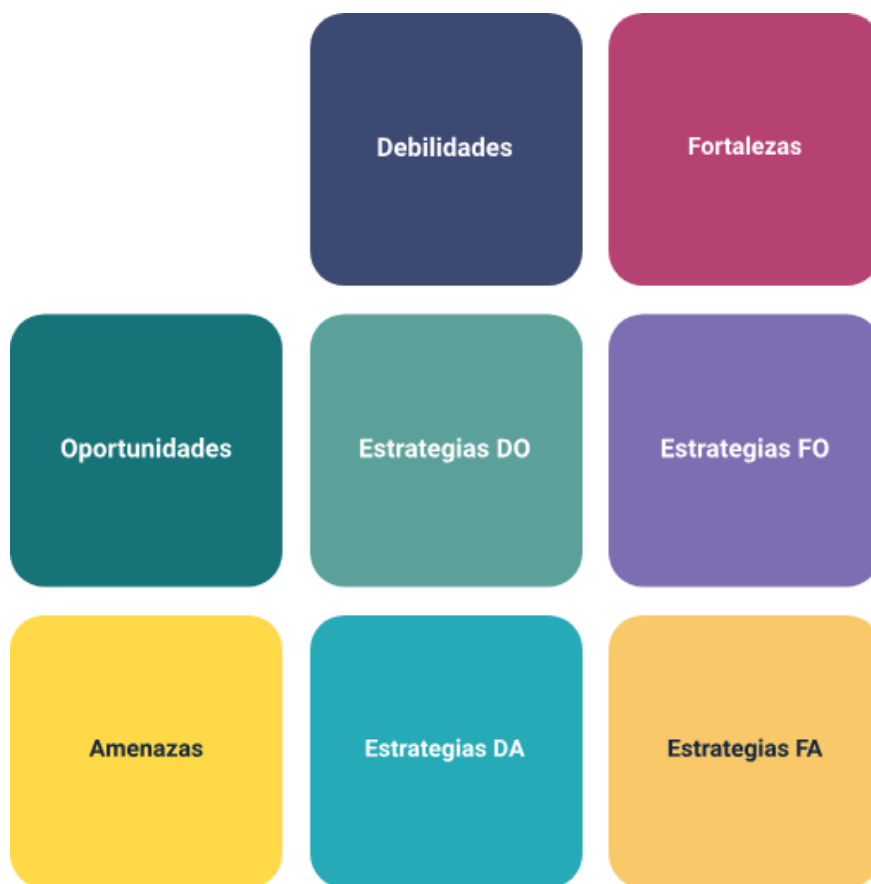 Debilidades
Fortalezas
Oportunidades
Estrategias DO
Estrategias FO
Amenazas
Estrategias DA
Estrategias FA